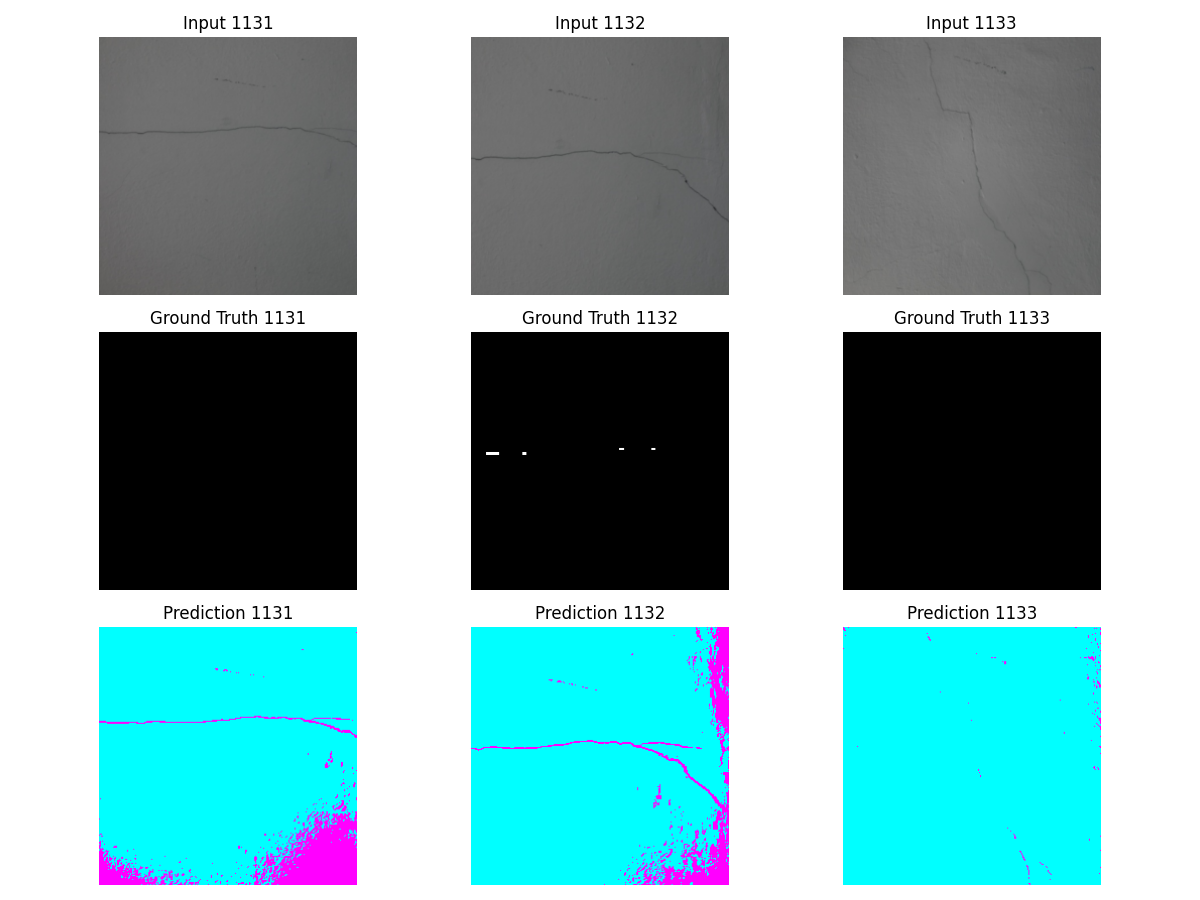 Input 1131
Input 1132
Input 1133
Ground Truth 1131
Ground Truth 1132
Ground Truth 1133
Prediction 1131
Prediction 1132
Prediction 1133